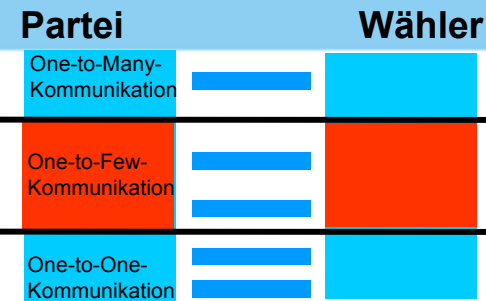 Partei Wähler
One-to-Many-
Kommunikation
One-to-Few-
Kommunikation
One-to-One-
Kommunikation